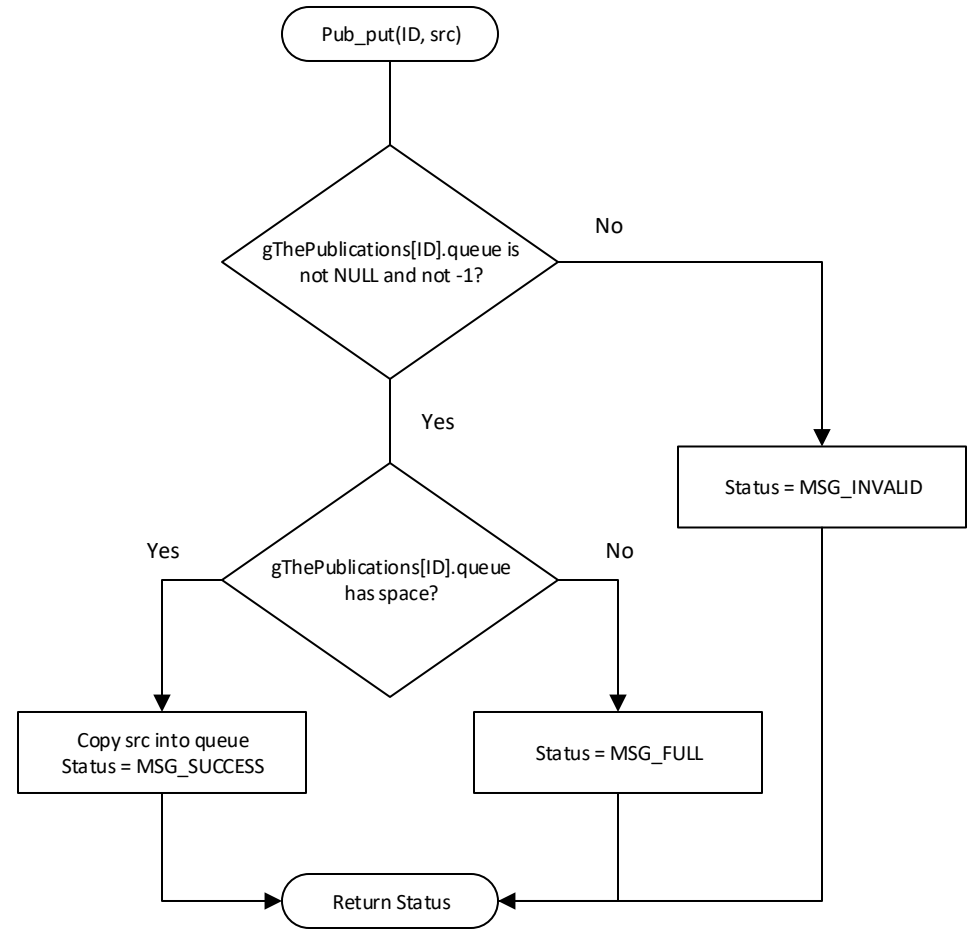 Pub_put(ID, src)
No
gThePublications[ID].queue is
not NULL and not -1?
Yes
Status = MSG_INVALID
Yes
No
gThePublications[ID].queue
has space?
Copy src into queue
Status = MSG_SUCCESS
Status = MSG_FULL
Return Status